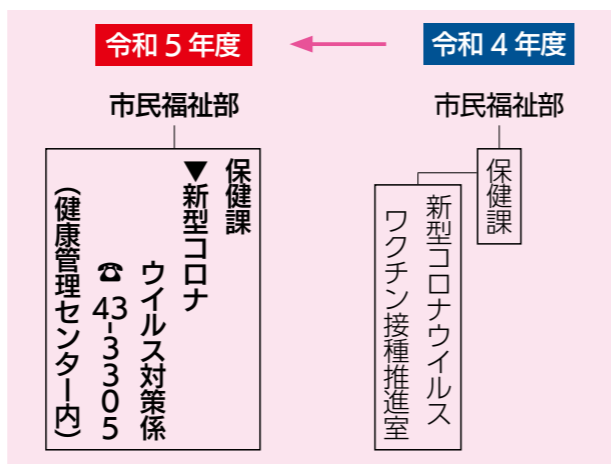 令和4年度
市民福祉部
保健課
新型コロナウイルス
ワクチン接種推進室
令和5年度
市民福祉部
保健課
▼新型コロナ
ウイルス対策係
☎43-3305
(健康管理センター内)